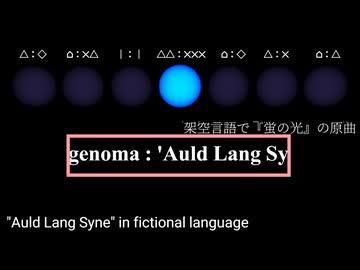 △:◇ ⌂:×△ |:| △△:××× ⌂:◇ △:× ⌂:△
架空言語で『蛍の光』の原曲
genoma : 'Auld Lang Sy
"Auld Lang Syne" in fictional language